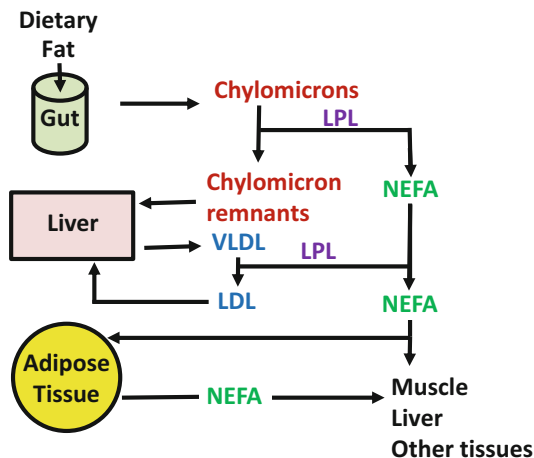 Dietary
Fat
Gut
Chylomicrons
LPL
NEFA
Chylomicron
remnants
Liver
VLDL
LPL
LDL
NEFA
Adipose
Tissue
NEFA
Muscle
Liver
Other tissues